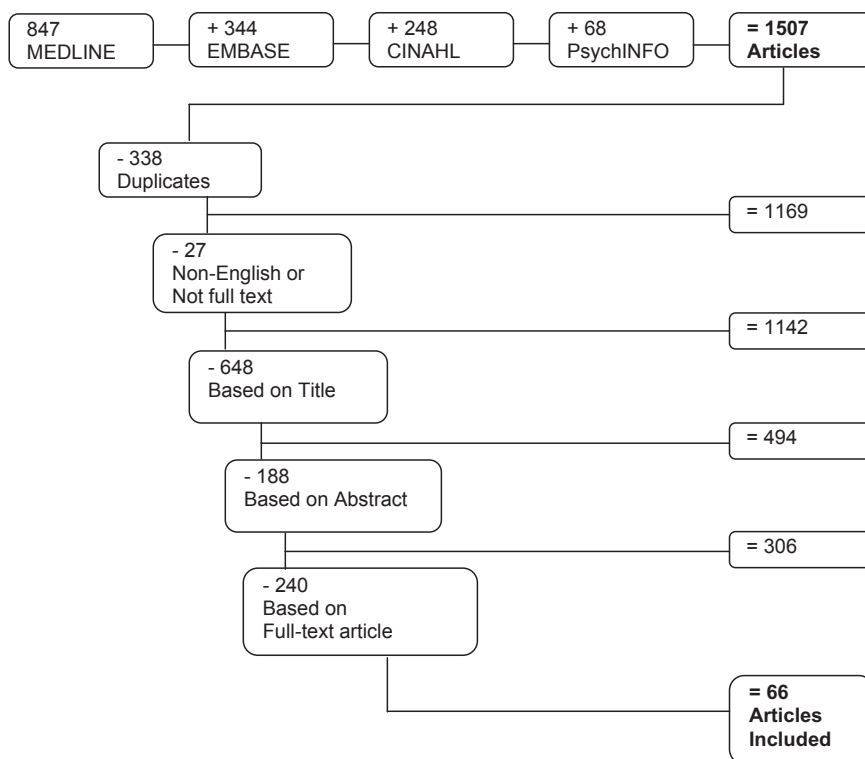 847
MEDLINE
+ 344
EMBASE
+ 248
CINAHL
+ 68
PsychINFO
= 1507
Articles
- 338
Duplicates
= 1169
- 27
Non-English or
Not full text
= 1142
- 648
Based on Title
= 494
- 188
Based on Abstract
= 306
- 240
Based on
Full-text article
= 66
Articles
Included